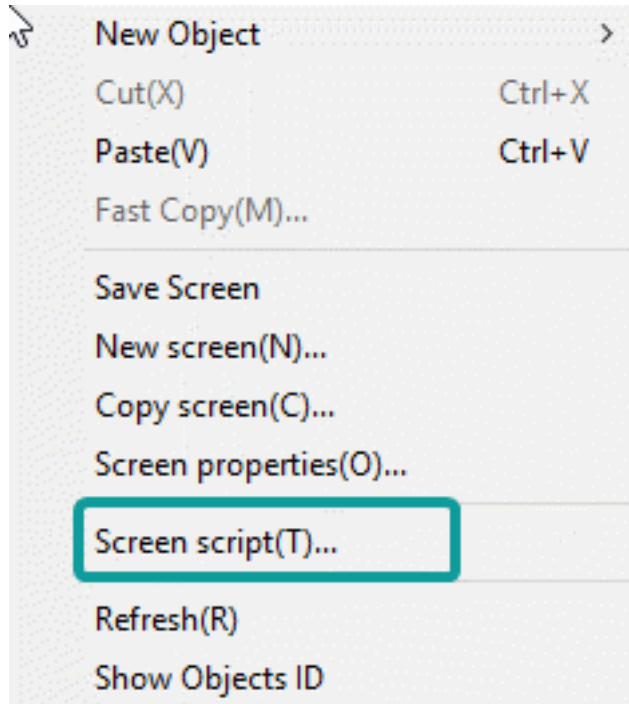 New Object >
Cut(X) Ctrl+X
Paste(V) Ctrl+V
Fast Copy(M)...
Save Screen
New screen(N)...
Copy screen(C)...
Screen properties(O)...
Screen script(T)...
Refresh(R)
Show Objects ID